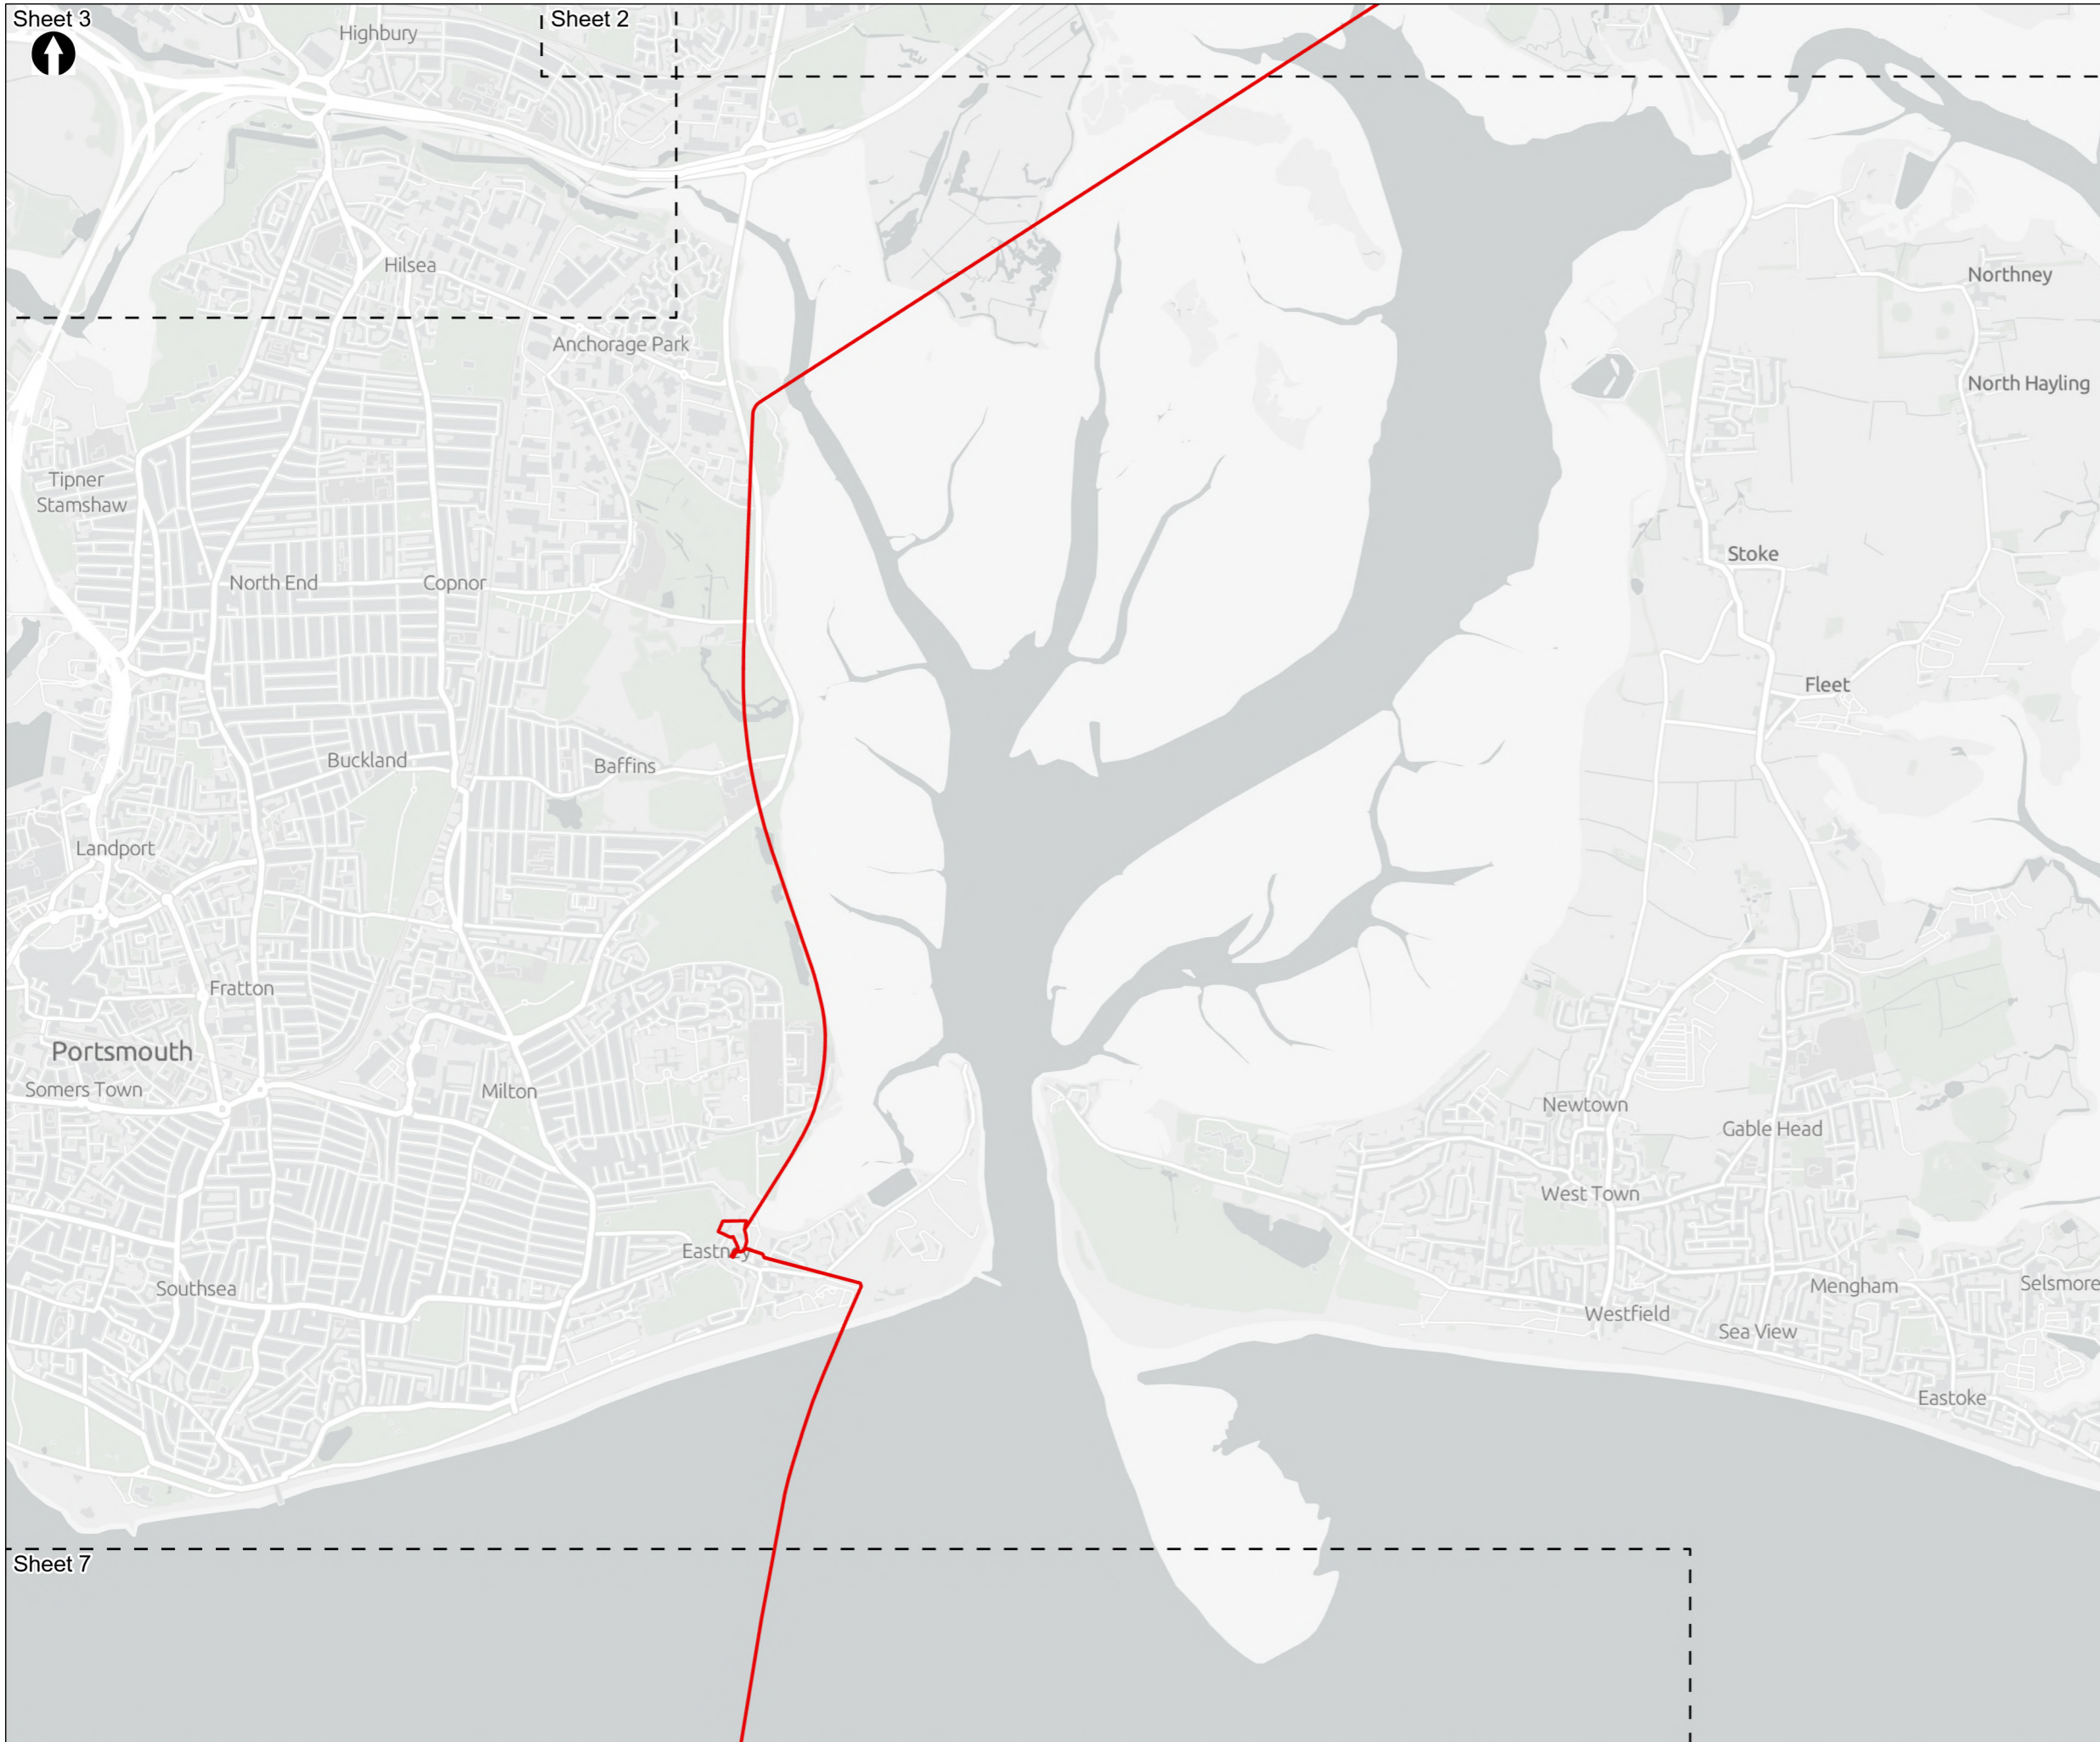 Sheet 3
Sheet 2
Highbury
Hilsea
Northney
Anchorage Park
North Hayling
Tipner
Stamshaw
Stoke
North End
Copnor
Fleet
Buckland
Baffins
Landport
Fratton
Portsmouth
Somers Town
Milton
Newtown
Gable Head
West Town
Eastney
Southsea
Mengham
Selsmore
Westfield
Sea View
Eastoke
Sheet 7